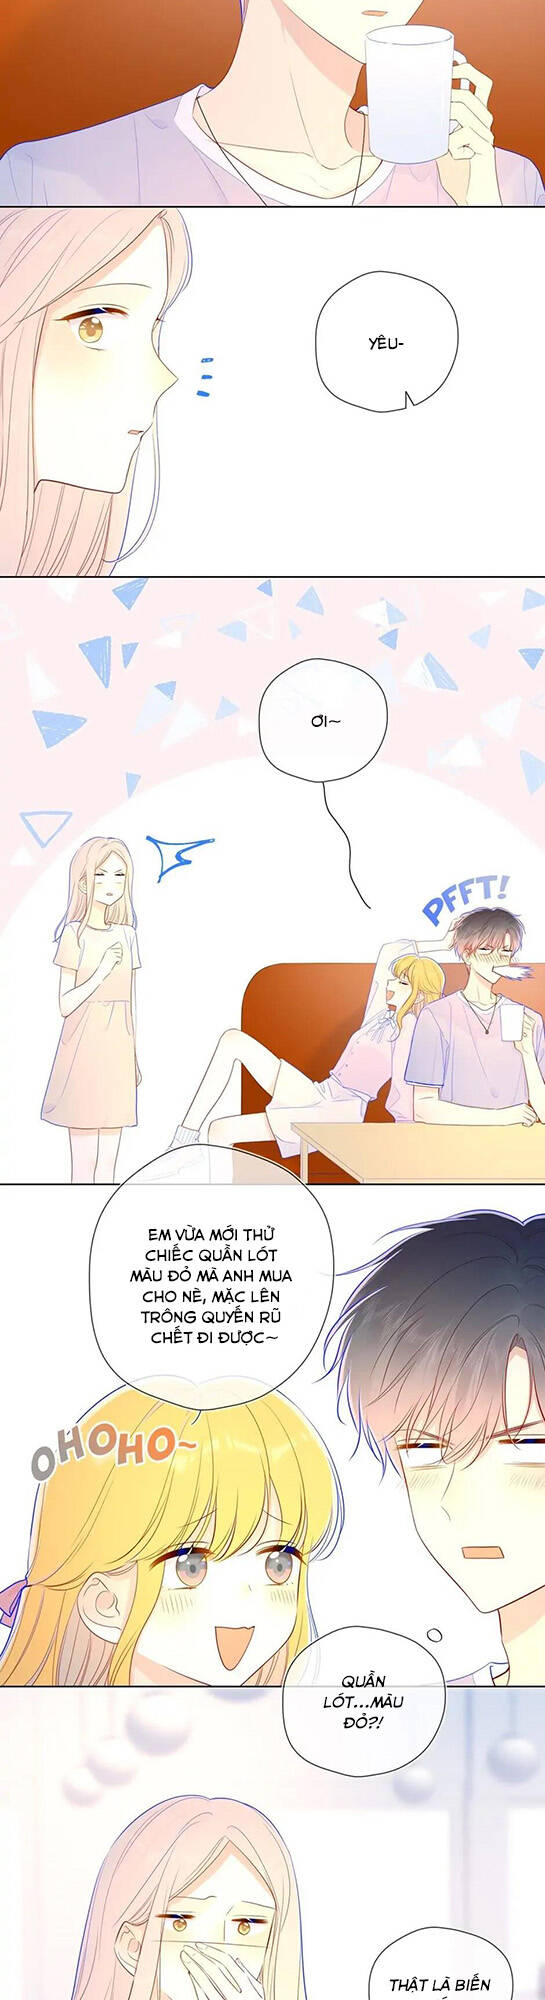 YÊU-
ƠI~
PFFT!
EM VỪA MỚI THỬ
CHIẾC QUẦN LÓT
MÀU ĐỎ MÀ ANH MUA
CHO NÈ, MẶC LÊN
TRÔNG QUYẾN RŨ
CHẾT ĐI ĐƯỢC~
OHOHO~
QUẦN
LÓT...MÀU
ĐỎ?!
THẬT LÀ BIẾN